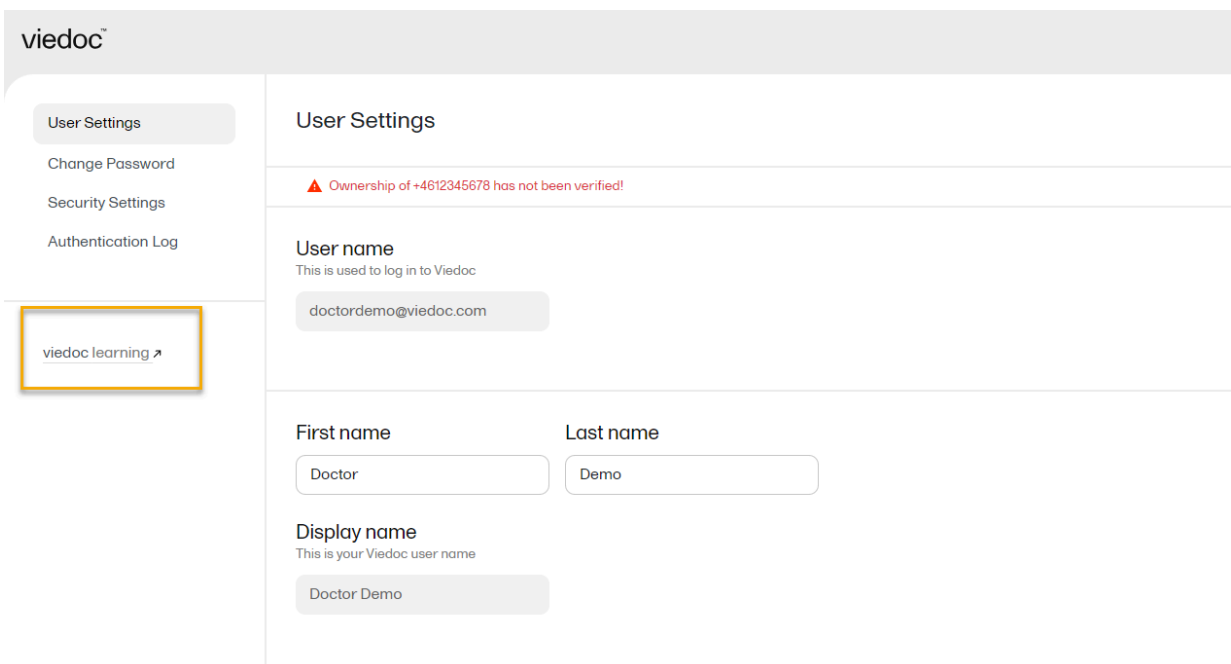 viedoc™
User Settings
Change Password
Security Settings
Authentication Log
viedoc learning ↗
User Settings
Ownership of +4612345678 has not been verified!
User name
This is used to log in to Viedoc
doctordemo@viedoc.com
First name
Last name
Doctor
Demo
Display name
This is your Viedoc user name
Doctor Demo